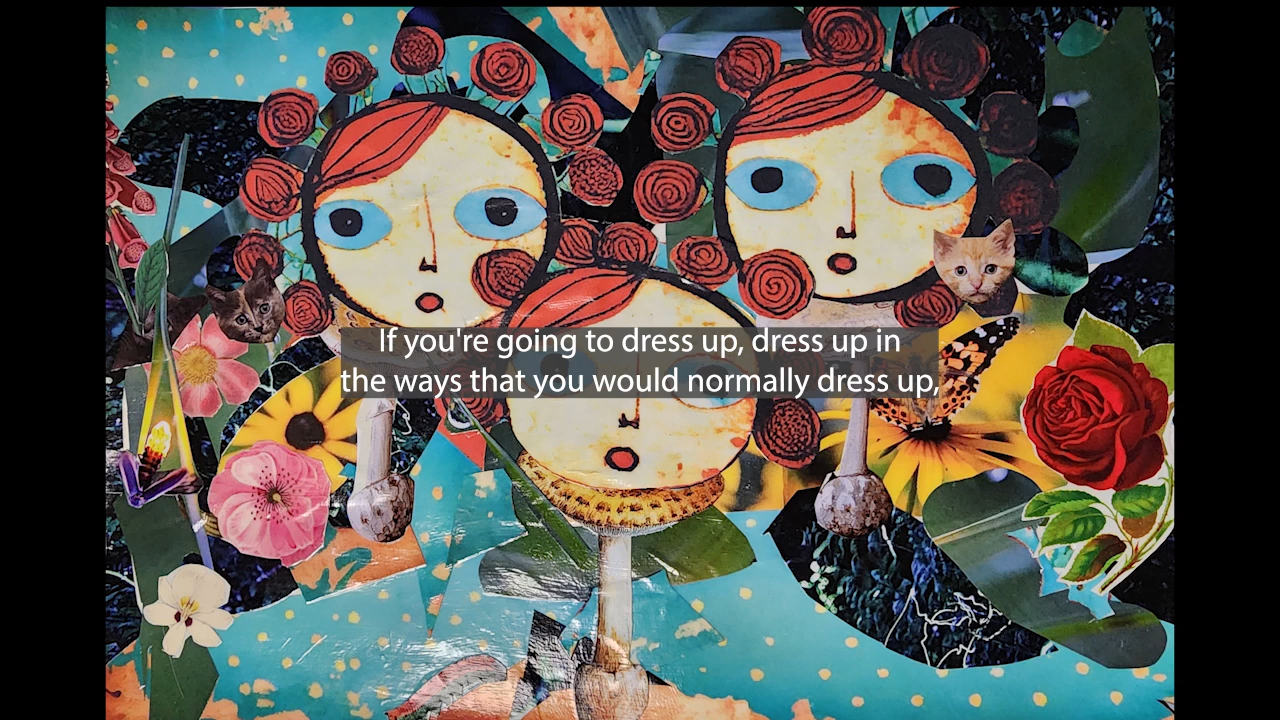 If you're going to dress up, dress up in
the ways that you would normally dress up,